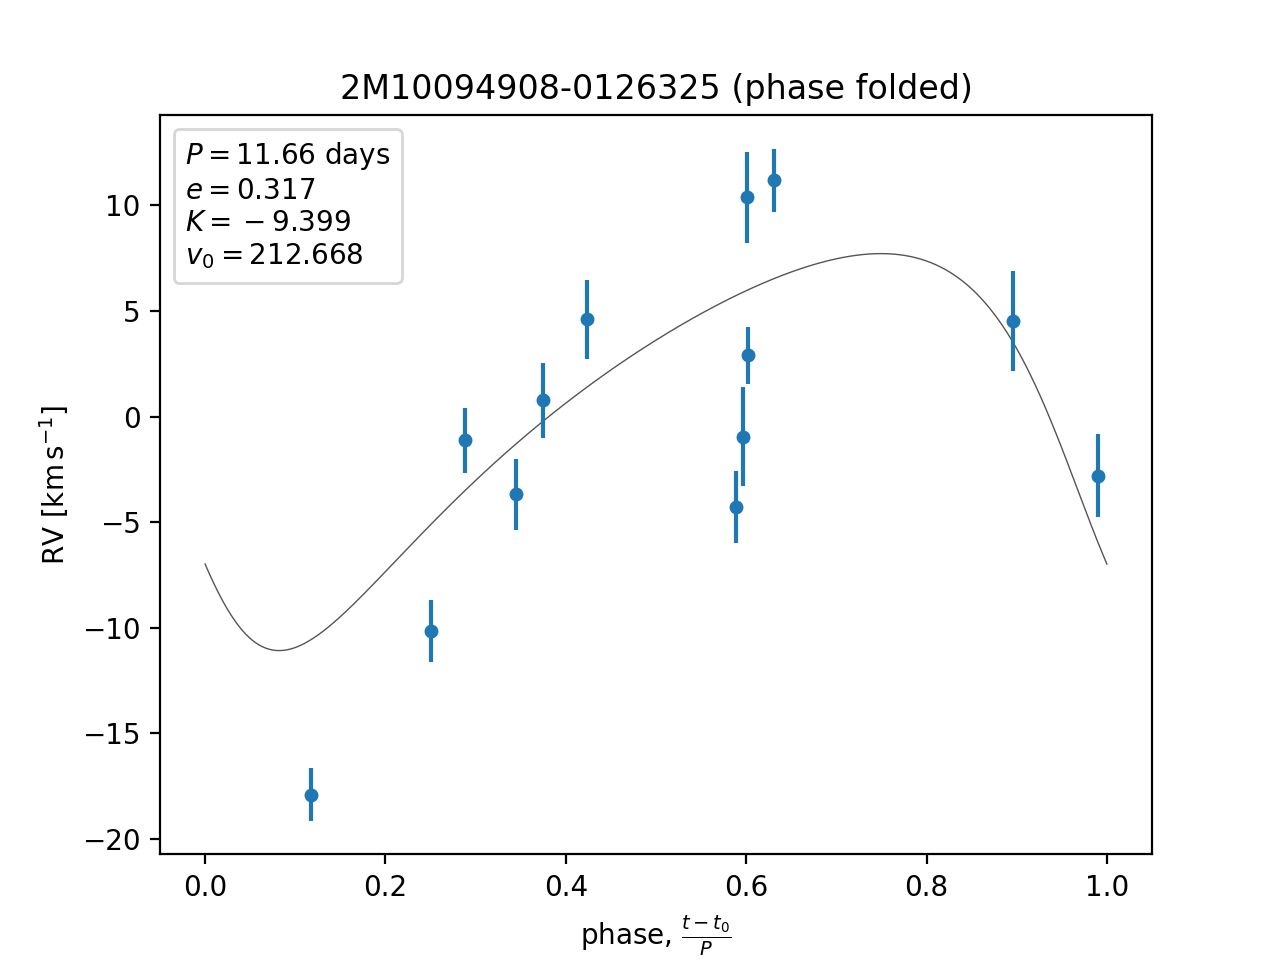 2M10094908-0126325 (phase folded)
P = 11.66 days
e = 0.317
K = −9.399
v₀ = 212.668
RV [km s⁻¹]
10
5
0
−5
−10
−15
−20
0.0 0.2 0.4 0.6 0.8 1.0
phase, (t − t₀)/P